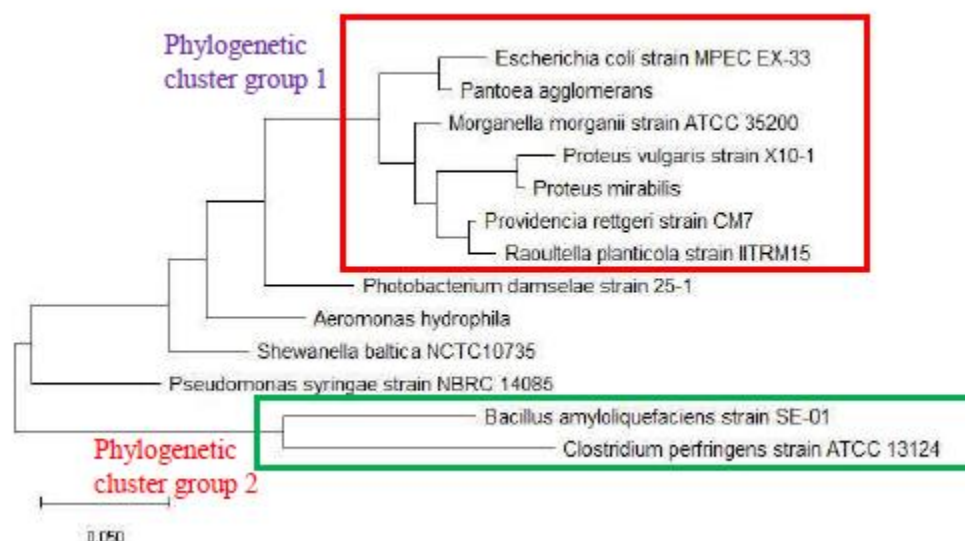 Phylogenetic
cluster group 1
Escherichia coli strain MPEC EX-33
Pantoea agglomerans
Morganella morganii strain ATCC 35200
Proteus vulgaris strain X10-1
Proteus mirabilis
Providencia rettgeri strain CM7
Raoultella planticola strain IITRM15
Photobacterium damselae strain 25-1
Aeromonas hydrophila
Shewanella baltica NCTC10735
Pseudomonas syringae strain NBRC 14085
Bacillus amyloliquefaciens strain SE-01
Clostridium perfringens strain ATCC 13124
Phylogenetic
cluster group 2
0.050